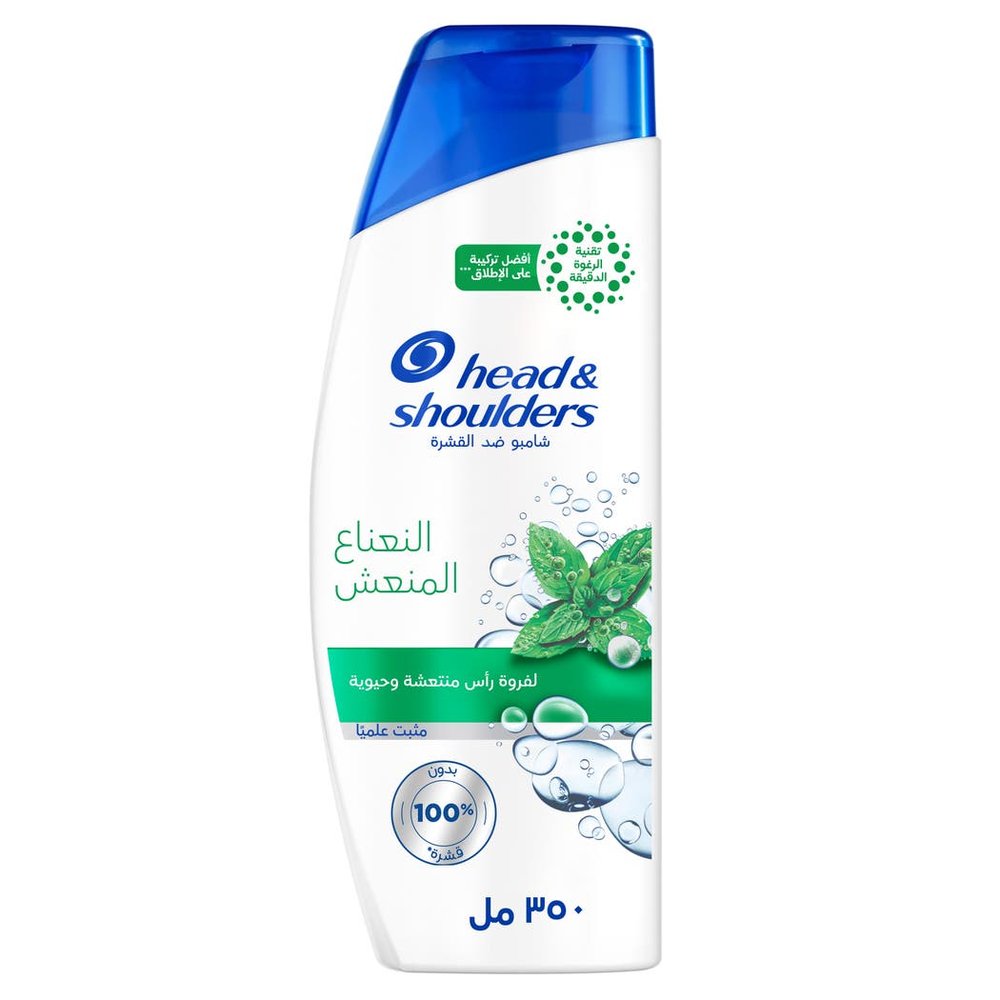 تقنية
الرغوة
الدقيقة
أفضل تركيبة
على الإطلاق***
head &
shoulders
شامبو ضد القشرة
النعناع
المنعش
لفروة رأس منتعشة وحيوية
مثبت علميًا
بدون
100%
قشرة*
٣٥٠ مل